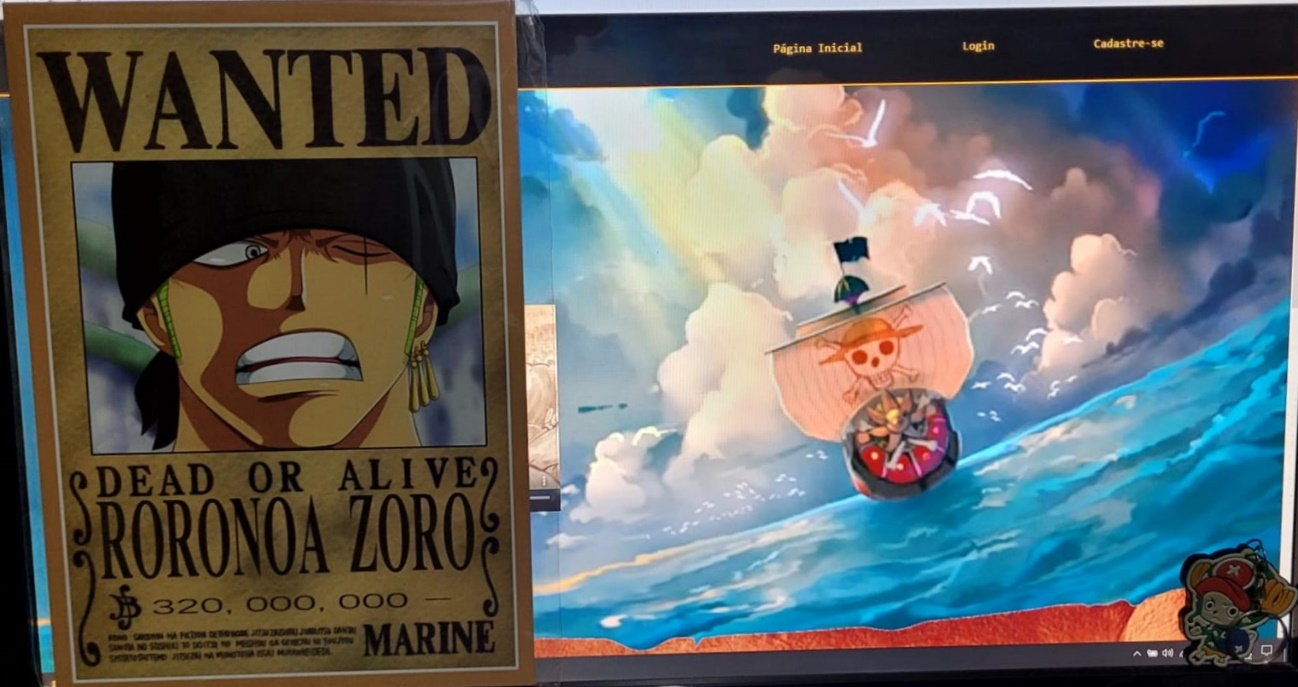 WANTED
DEAD OR ALIVE
RORONOA ZORO
320,000,000 —
MARINE
Página Inicial
Login
Cadastre-se